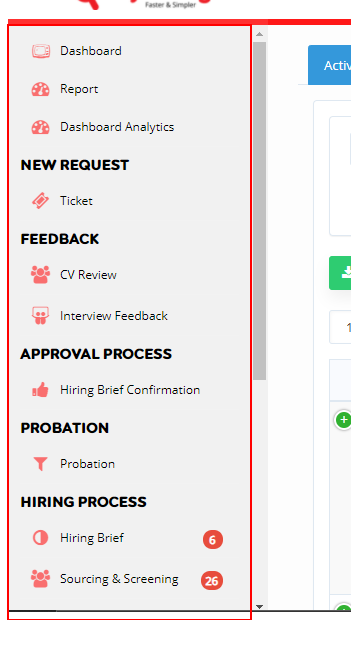 Faster & Simpler
Dashboard
Report
Dashboard Analytics
NEW REQUEST
Ticket
FEEDBACK
CV Review
Interview Feedback
APPROVAL PROCESS
Hiring Brief Confirmation
PROBATION
Probation
HIRING PROCESS
Hiring Brief 6
Sourcing & Screening 26
Activ
1